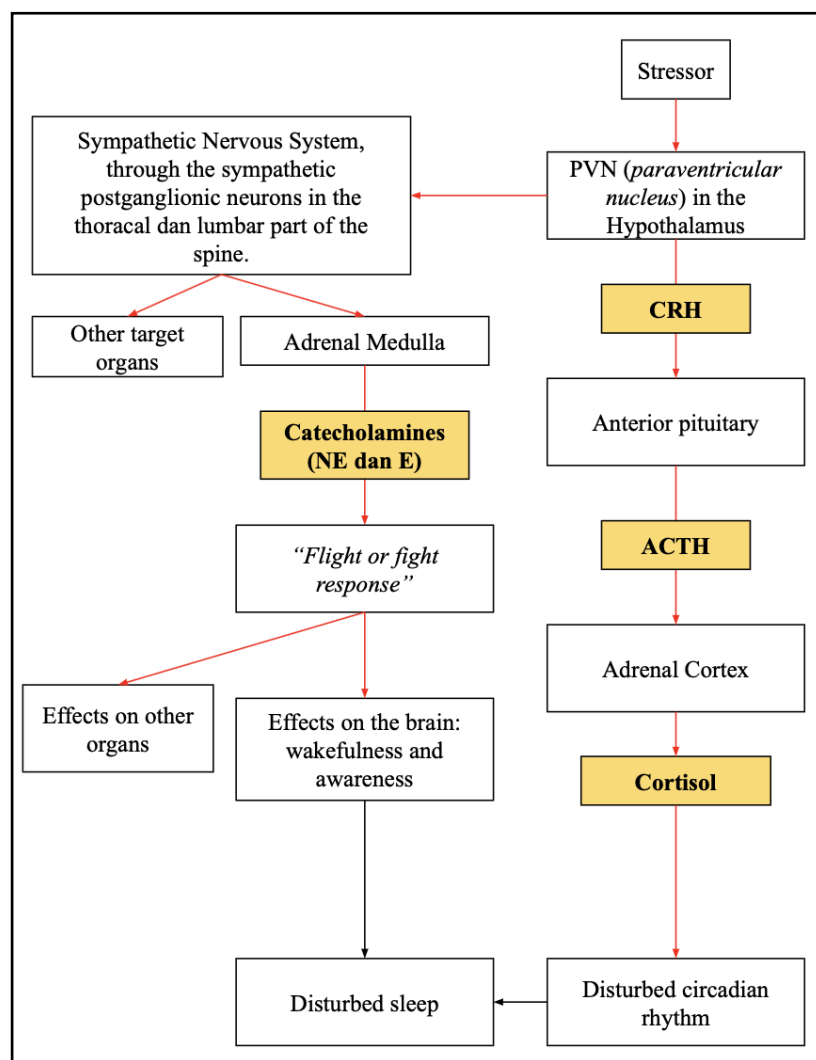 Stressor
Sympathetic Nervous System,
through the sympathetic
postganglionic neurons in the
thoracal dan lumbar part of the
spine.
PVN (paraventricular
nucleus) in the
Hypothalamus
CRH
Other target
organs
Adrenal Medulla
Catecholamines
(NE dan E)
Anterior pituitary
“Flight or fight
response”
ACTH
Adrenal Cortex
Effects on other
organs
Effects on the brain:
wakefulness and
awareness
Cortisol
Disturbed sleep
Disturbed circadian
rhythm